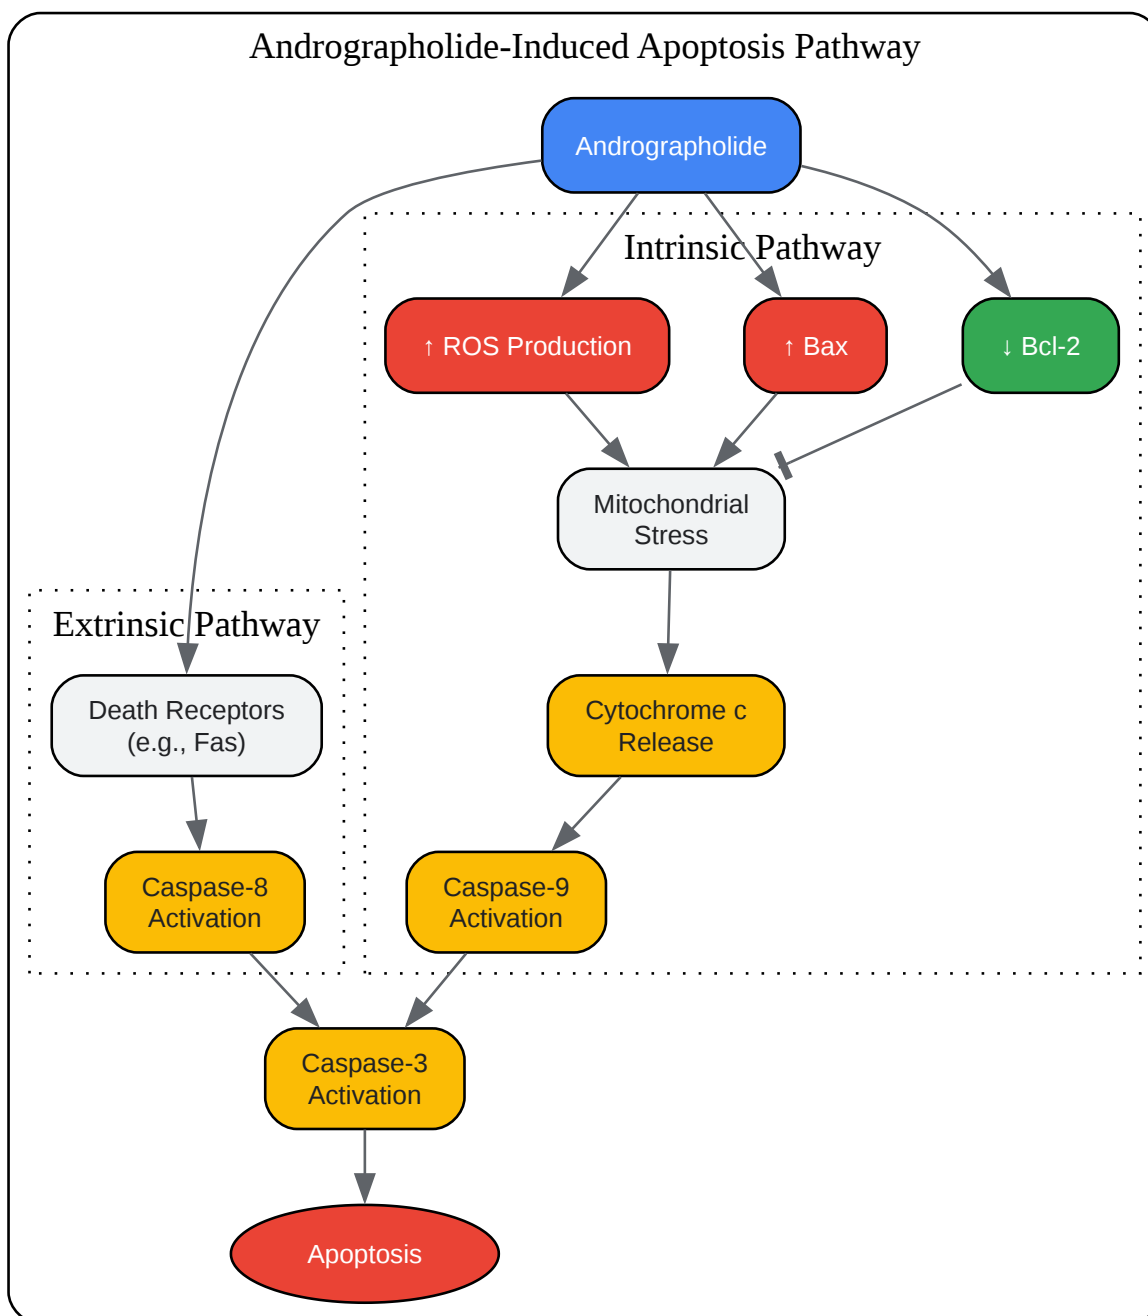 Andrographolide-Induced Apoptosis Pathway
Andrographolide
Intrinsic Pathway
↑ ROS Production
↑ Bax
↓ Bcl-2
Mitochondrial
Stress
Extrinsic Pathway
Death Receptors
(e.g., Fas)
Cytochrome c
Release
Caspase-8
Activation
Caspase-9
Activation
Caspase-3
Activation
Apoptosis